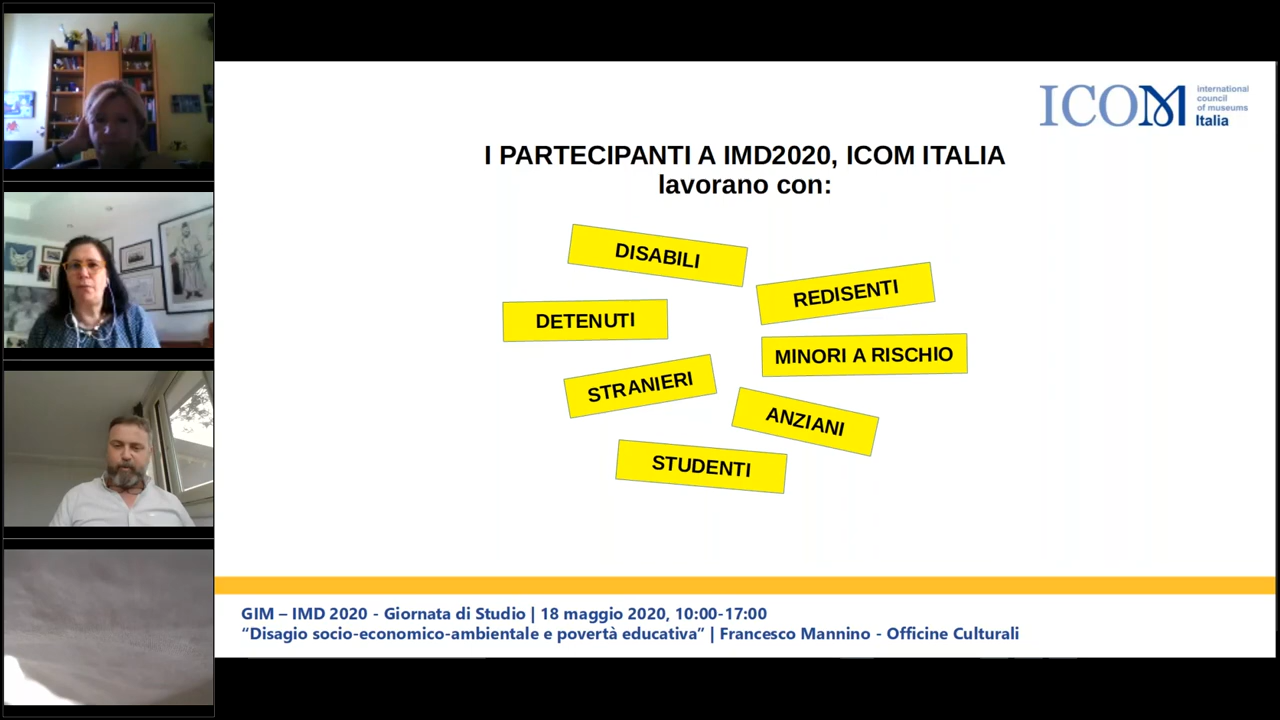 ICOM
international
council
of museums
Italia
I PARTECIPANTI A IMD2020, ICOM ITALIA
lavorano con:
DISABILI
REDISENTI
DETENUTI
MINORI A RISCHIO
STRANIERI
ANZIANI
STUDENTI
GIM – IMD 2020 - Giornata di Studio | 18 maggio 2020, 10:00-17:00
“Disagio socio-economico-ambientale e povertà educativa” | Francesco Mannino - Officine Culturali